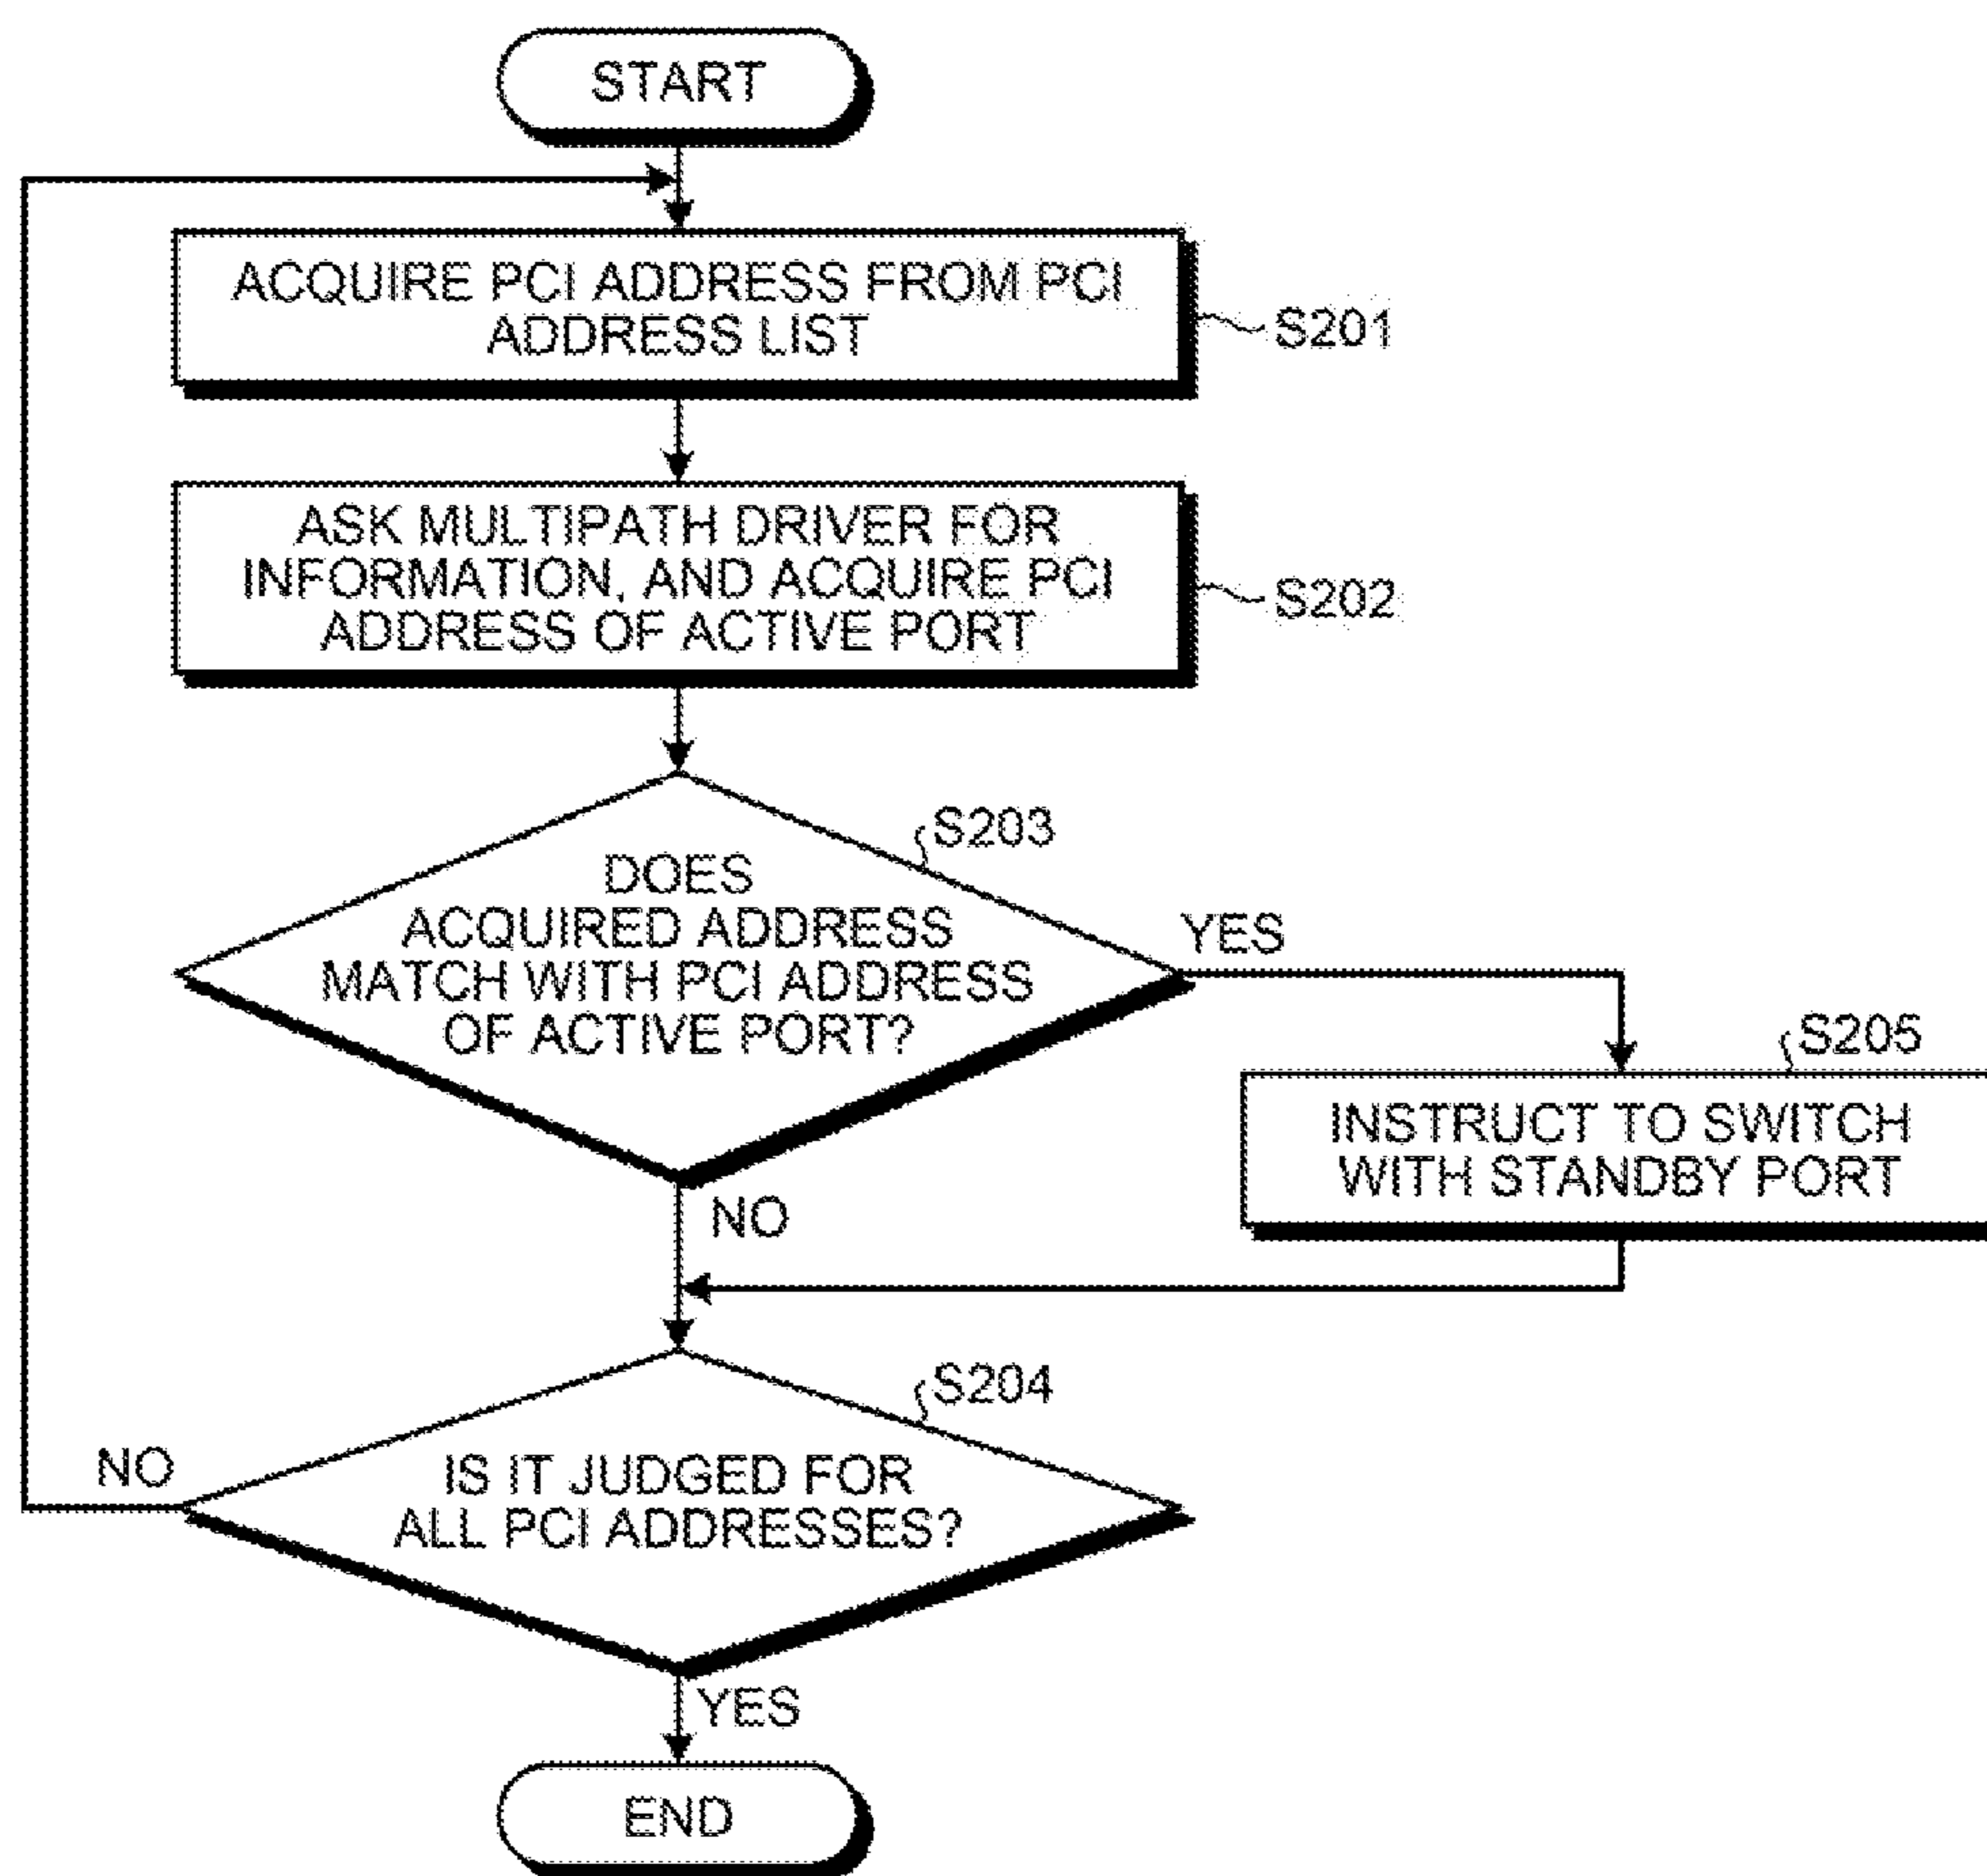 START
ACQUIRE PCI ADDRESS FROM PCI
ADDRESS LIST
S201
ASK MULTIPATH DRIVER FOR
INFORMATION, AND ACQUIRE PCI
ADDRESS OF ACTIVE PORT
S202
S203
DOES
ACQUIRED ADDRESS
MATCH WITH PCI ADDRESS
OF ACTIVE PORT?
YES
S205
INSTRUCT TO SWITCH
WITH STANDBY PORT
NO
S204
IS IT JUDGED FOR
ALL PCI ADDRESSES?
NO
YES
END